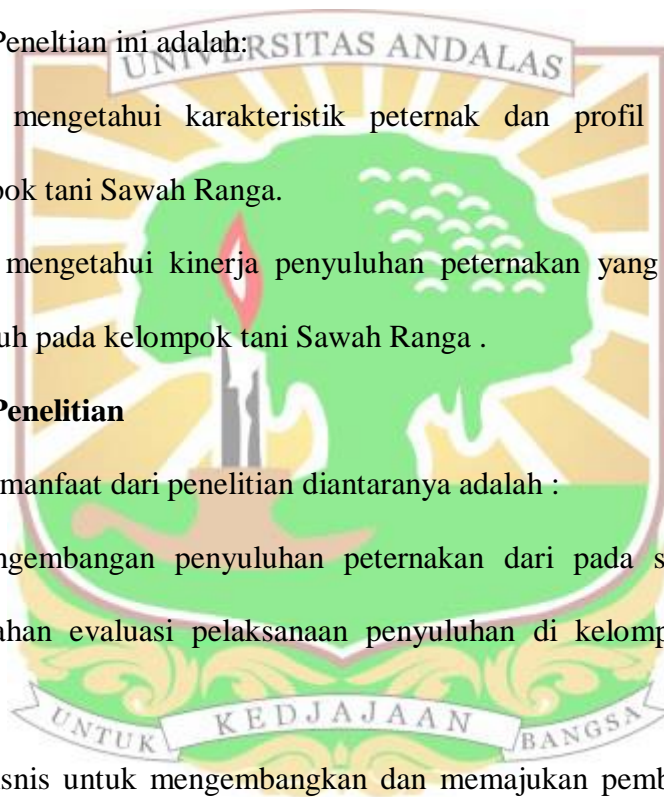 Peneltian ini adalah:
UNIVERSITAS ANDALAS
mengetahui karakteristik peternak dan profil
pok tani Sawah Ranga.
mengetahui kinerja penyuluhan peternakan yang
uh pada kelompok tani Sawah Ranga .
Penelitian
manfaat dari penelitian diantaranya adalah :
ngembangan penyuluhan peternakan dari pada s
ahan evaluasi pelaksanaan penyuluhan di kelomp
UNTUK KEDJAJAAN BANGSA
snis untuk mengembangkan dan memajukan pemb